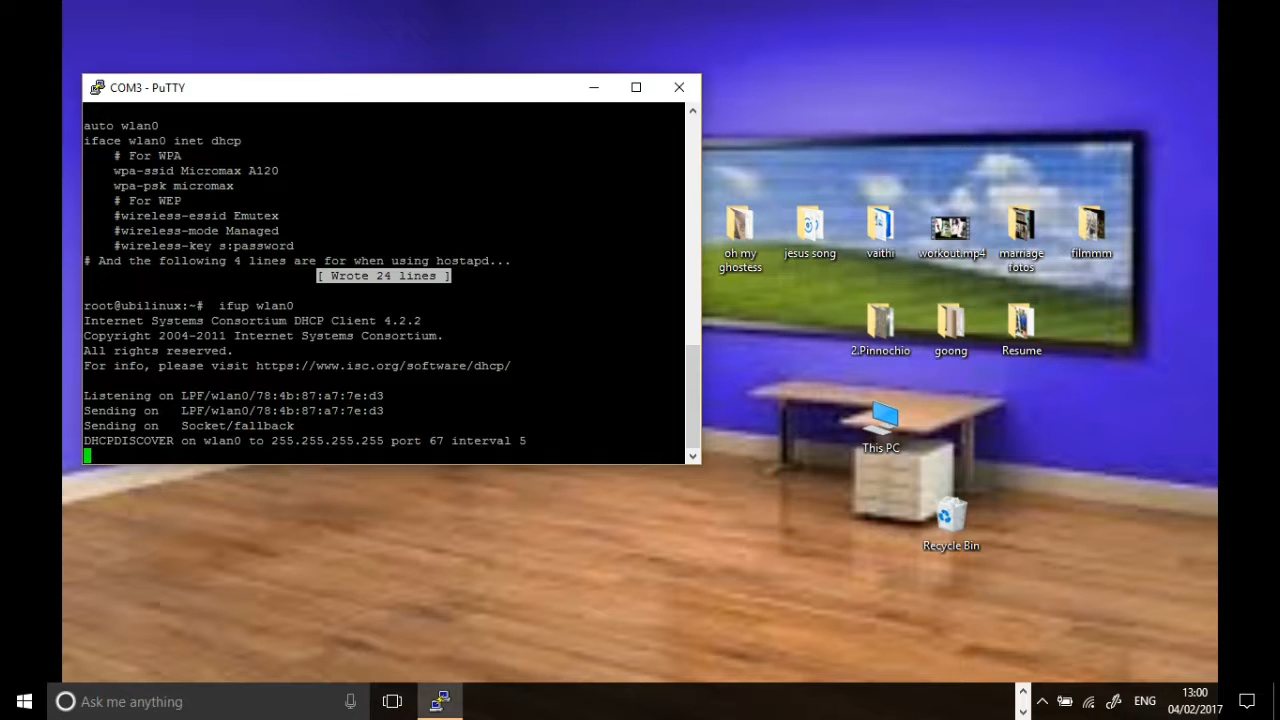 COM3 - PuTTY
auto wlan0
iface wlan0 inet dhcp
# For WPA
wpa-ssid Micromax A120
wpa-psk micromax
# For WEP
#wireless-essid Emutex
#wireless-mode Managed
#wireless-key s:password
# And the following 4 lines are for when using hostapd...
[ Wrote 24 lines ]
root@ubilinux:~#  ifup wlan0
Internet Systems Consortium DHCP Client 4.2.2
Copyright 2004-2011 Internet Systems Consortium.
All rights reserved.
For info, please visit https://www.isc.org/software/dhcp/
Listening on LPF/wlan0/78:4b:87:a7:7e:d3
Sending on   LPF/wlan0/78:4b:87:a7:7e:d3
Sending on   Socket/fallback
DHCPDISCOVER on wlan0 to 255.255.255.255 port 67 interval 5
oh my
ghostess
jesus song
vaithi
workout.mp4
marriage
fotos
filmmm
2.Pinnochio
goong
Resume
This PC
Recycle Bin
Ask me anything
ENG
13:00
04/02/2017